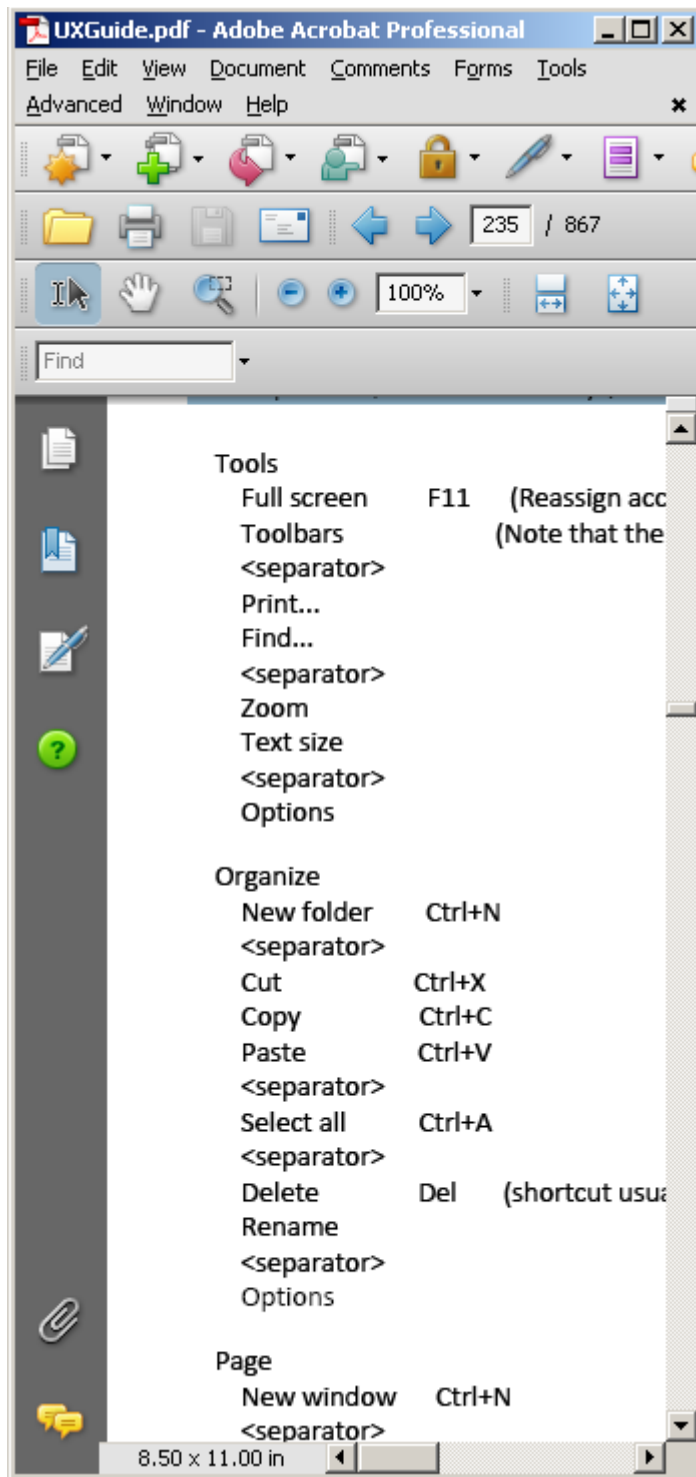 UXGuide.pdf - Adobe Acrobat Professional
File Edit View Document Comments Forms Tools
Advanced Window Help
235 / 867
100%
Find
Tools
Full screen F11 (Reassign acc
Toolbars (Note that the
<separator>
Print...
Find...
<separator>
Zoom
Text size
<separator>
Options
Organize
New folder Ctrl+N
<separator>
Cut Ctrl+X
Copy Ctrl+C
Paste Ctrl+V
<separator>
Select all Ctrl+A
<separator>
Delete Del (shortcut usua
Rename
<separator>
Options
Page
New window Ctrl+N
<separator>
8.50 x 11.00 in